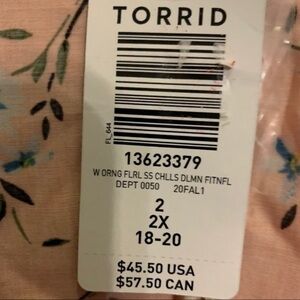 TORRID
FL_644
13623379
W ORNG FLRL SS CHLLS DLMN FITNFL
DEPT 0050 20FAL1
2
2X
18-20
$45.50 USA
$57.50 CAN